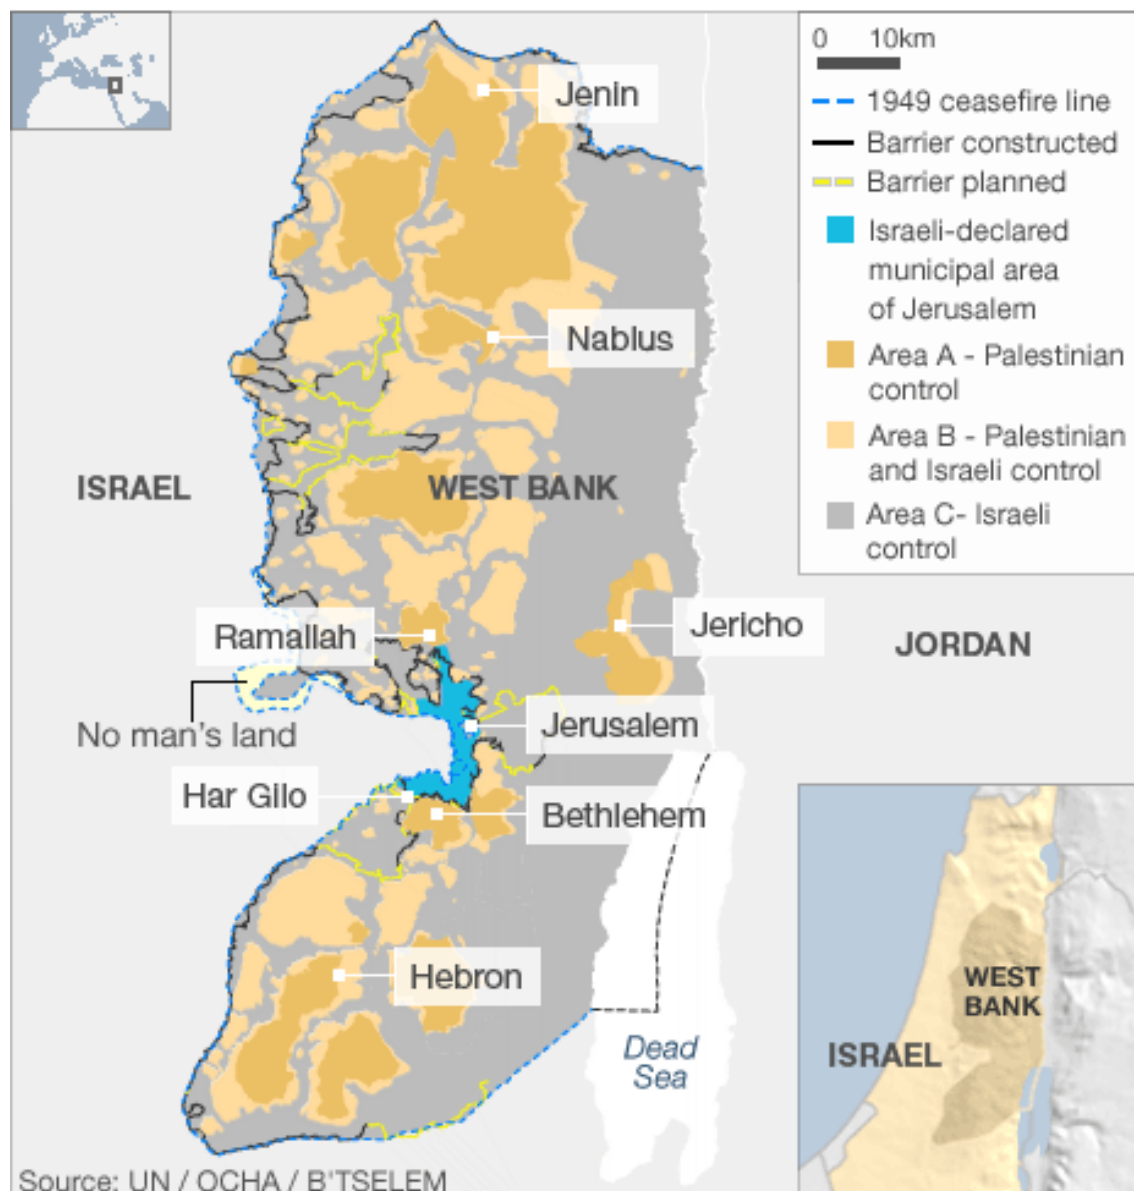 0 10km
1949 ceasefire line
Barrier constructed
Barrier planned
Israeli-declared
municipal area
of Jerusalem
Area A - Palestinian
control
Area B - Palestinian
and Israeli control
Area C- Israeli
control
Jenin
Nablus
ISRAEL
WEST BANK
Ramallah
Jericho
JORDAN
No man's land
Jerusalem
Har Gilo
Bethlehem
Hebron
Dead
Sea
WEST
BANK
ISRAEL
Source: UN / OCHA / B'TSELEM